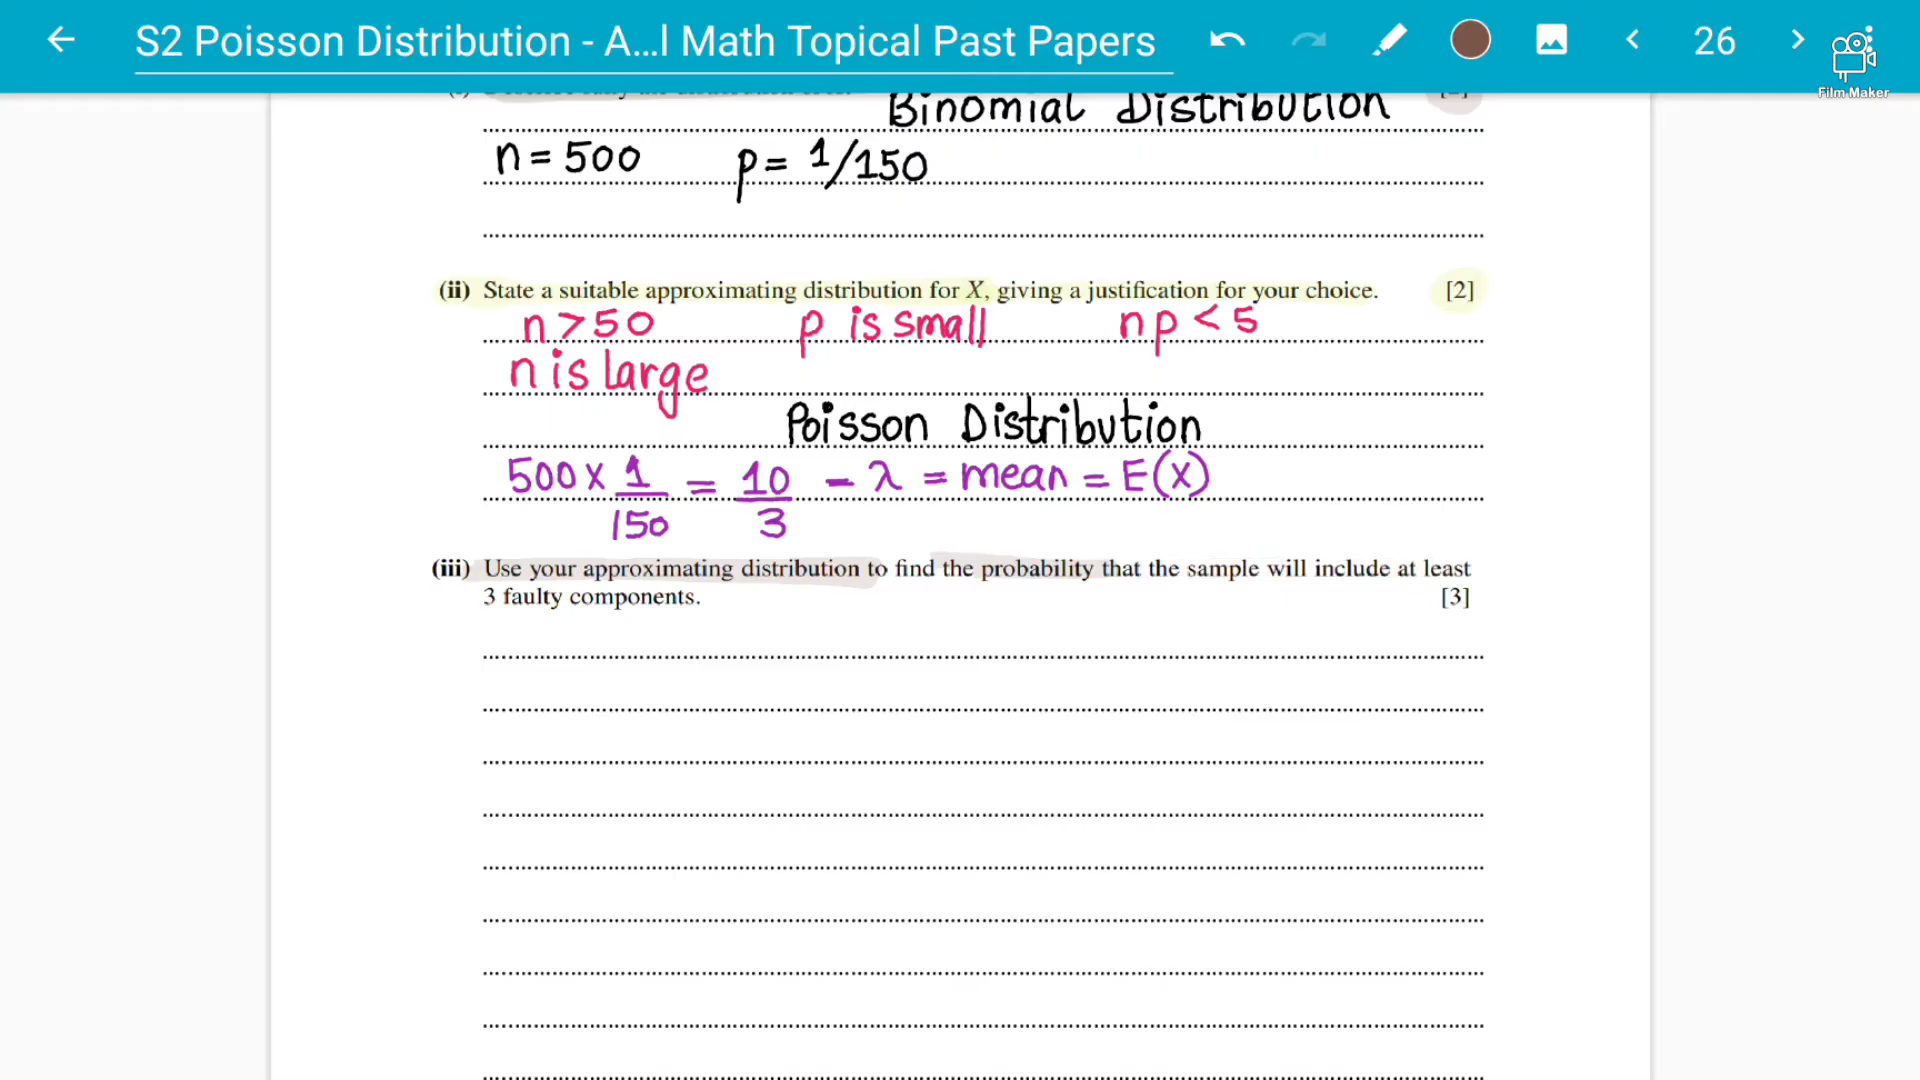 S2 Poisson Distribution - A...l Math Topical Past Papers
26
Film Maker
Binomial Distribution
n = 500 p = 1/150
(ii) State a suitable approximating distribution for X, giving a justification for your choice. [2]
n > 50 p is small np < 5
n is large
Poisson Distribution
500 x 1/150 = 10/3 - λ = mean = E(X)
(iii) Use your approximating distribution to find the probability that the sample will include at least
3 faulty components. [3]